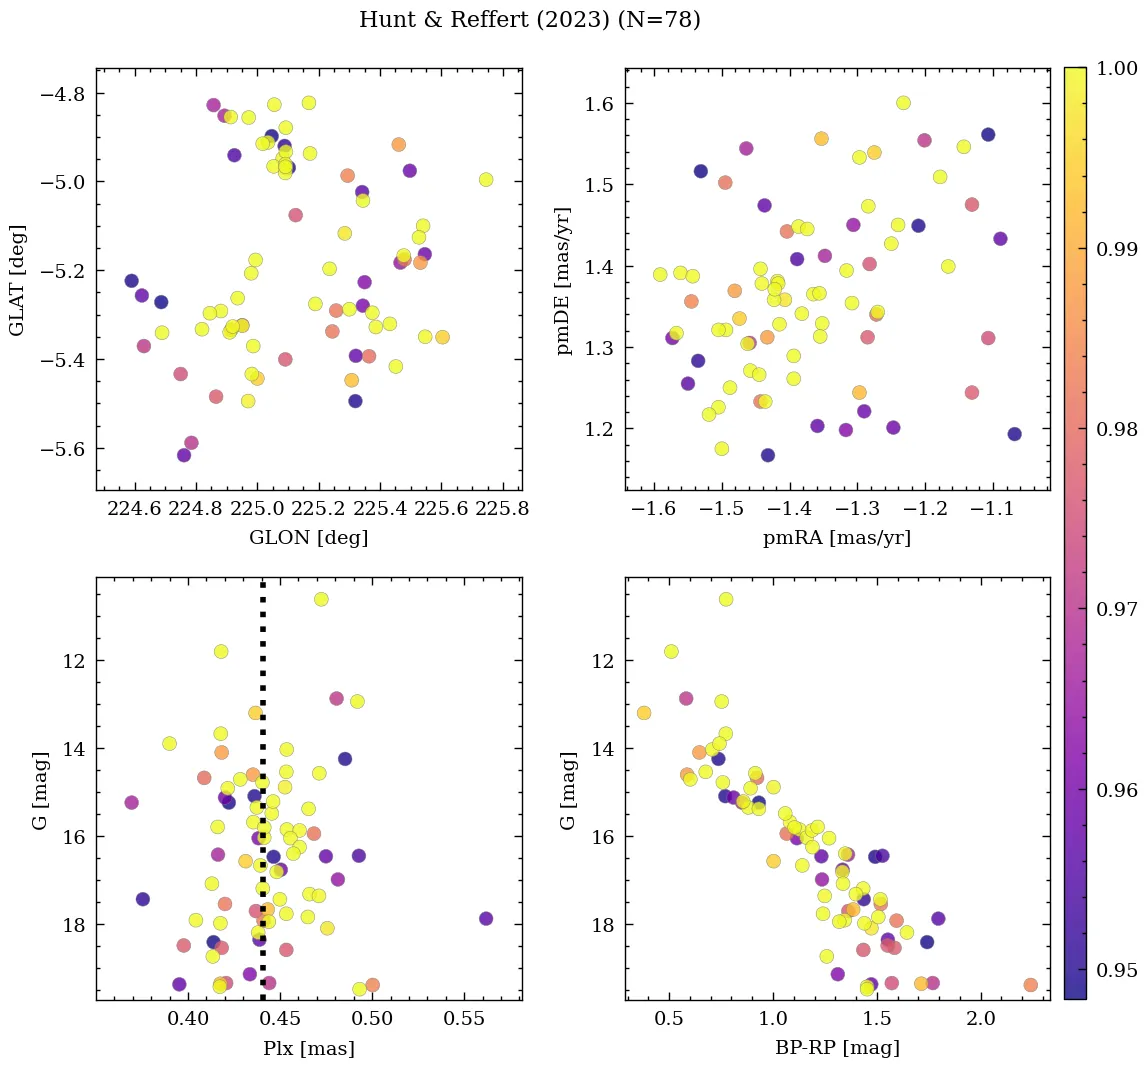 Hunt & Reffert (2023) (N=78)
−4.8
−5.0
−5.2
−5.4
−5.6
GLAT [deg]
224.6 224.8 225.0 225.2 225.4 225.6 225.8
GLON [deg]
1.6
1.5
1.4
1.3
1.2
pmDE [mas/yr]
−1.6 −1.5 −1.4 −1.3 −1.2 −1.1
pmRA [mas/yr]
12
14
16
18
G [mag]
0.40 0.45 0.50 0.55
Plx [mas]
12
14
16
18
G [mag]
0.5 1.0 1.5 2.0
BP-RP [mag]
1.00
0.99
0.98
0.97
0.96
0.95